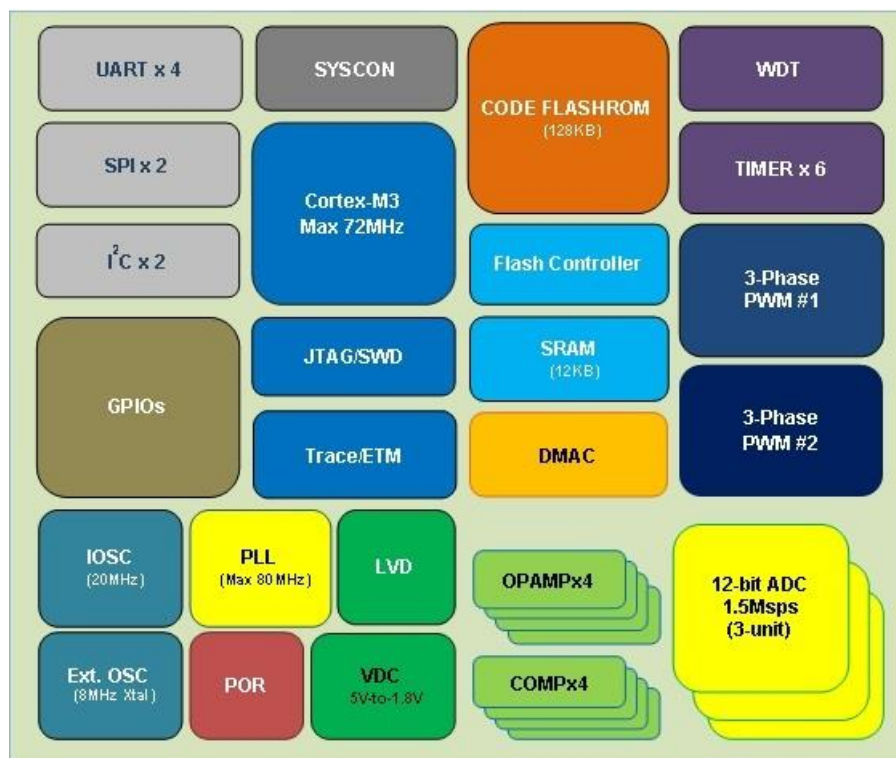 UART x 4
SYSCON
CODE FLASHROM
(128KB)
WDT
SPI x 2
Cortex-M3
Max 72MHz
TIMER x 6
I²C x 2
Flash Controller
3-Phase
PWM #1
GPIOs
JTAG/SWD
SRAM
(12KB)
3-Phase
PWM #2
Trace/ETM
DMAC
IOSC
(20MHz)
PLL
(Max 80MHz)
LVD
OPAMPx4
12-bit ADC
1.5Msps
(3-unit)
Ext. OSC
(8MHz Xtal)
POR
VDC
5V-to-1.8V
COMPx4